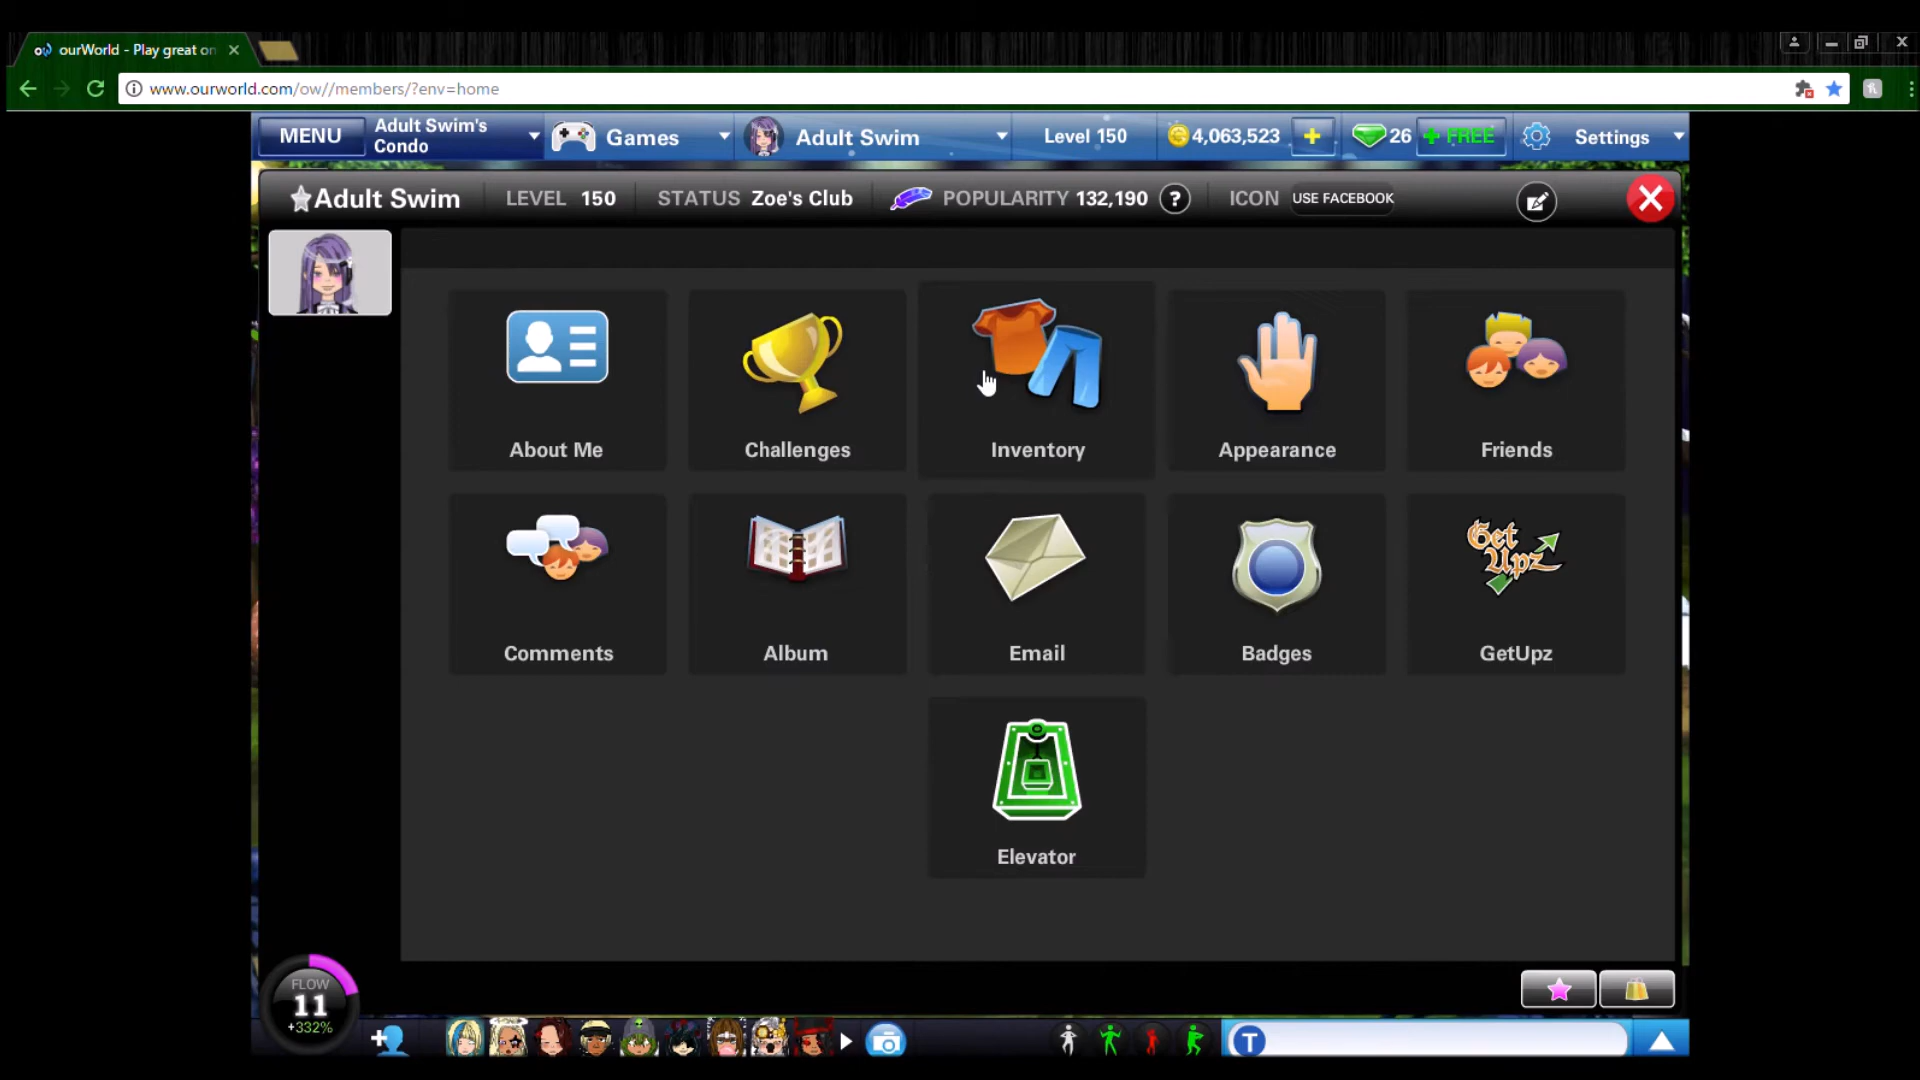 ourWorld - Play great on
www.ourworld.com/ow//members/?env=home
MENU
Adult Swim's
Condo
Games
Adult Swim
Level 150
4,063,523
+
26
+ FREE
Settings
Adult Swim
LEVEL 150
STATUS Zoe's Club
POPULARITY 132,190
?
ICON
USE FACEBOOK
About Me
Challenges
Inventory
Appearance
Friends
Get
Upz
Comments
Album
Email
Badges
GetUpz
Elevator
FLOW
11
+332%
T